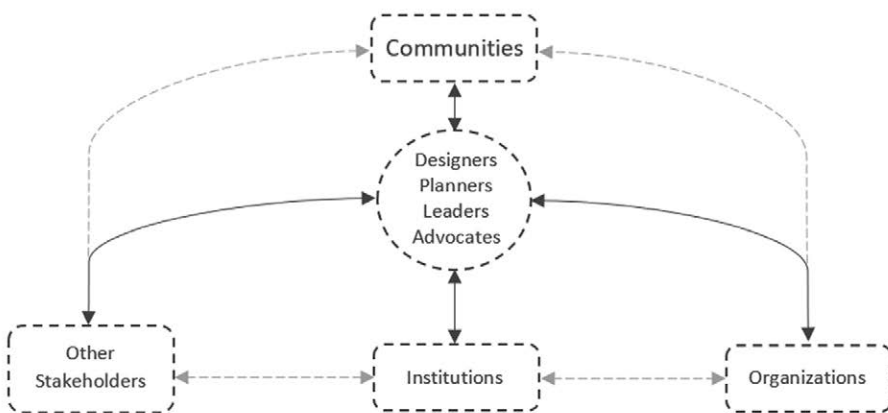 Communities
Designers
Planners
Leaders
Advocates
Other
Stakeholders
Institutions
Organizations